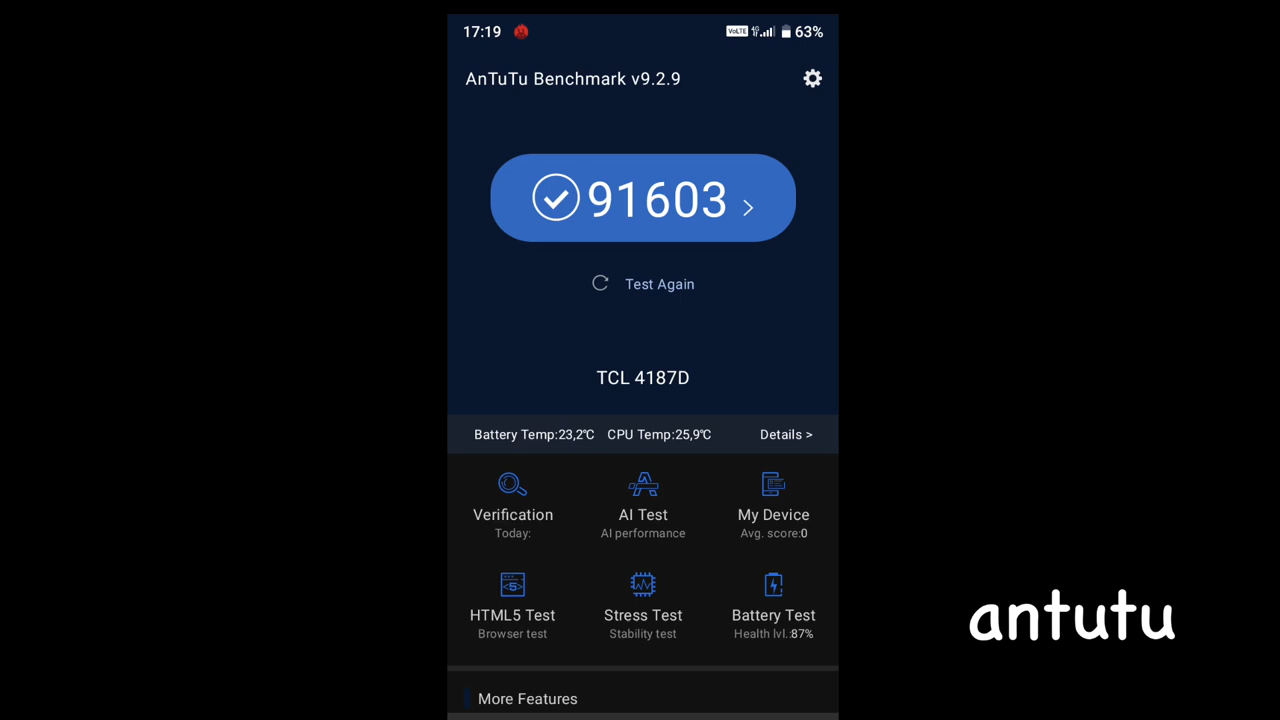 17:19 VoLTE 4G 63%
AnTuTu Benchmark v9.2.9
91603 >
Test Again
TCL 4187D
Battery Temp:23,2℃ CPU Temp:25,9℃ Details >
Verification AI Test My Device
Today: AI performance Avg. score:0
HTML5 Test Stress Test Battery Test
Browser test Stability test Health lvl.:87%
antutu
More Features